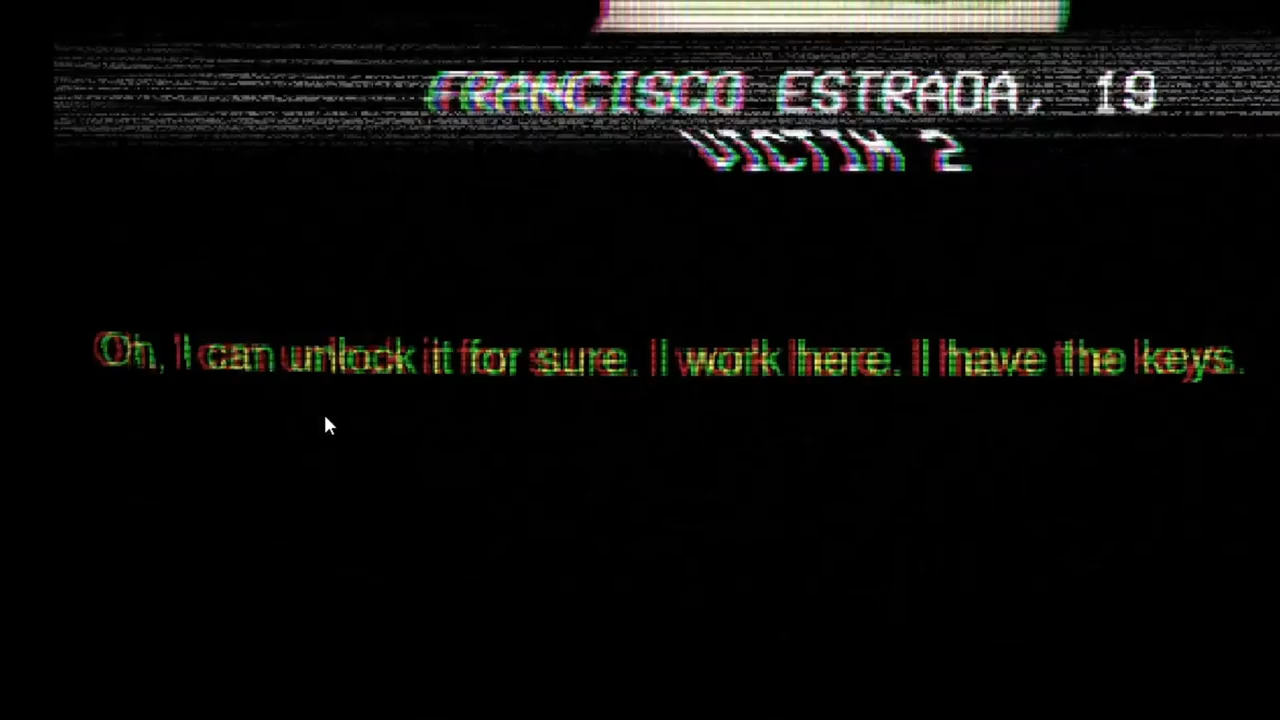 FRANCISCO ESTRADA, 19
VICTIM 2
Oh, I can unlock it for sure. I work here. I have the keys.